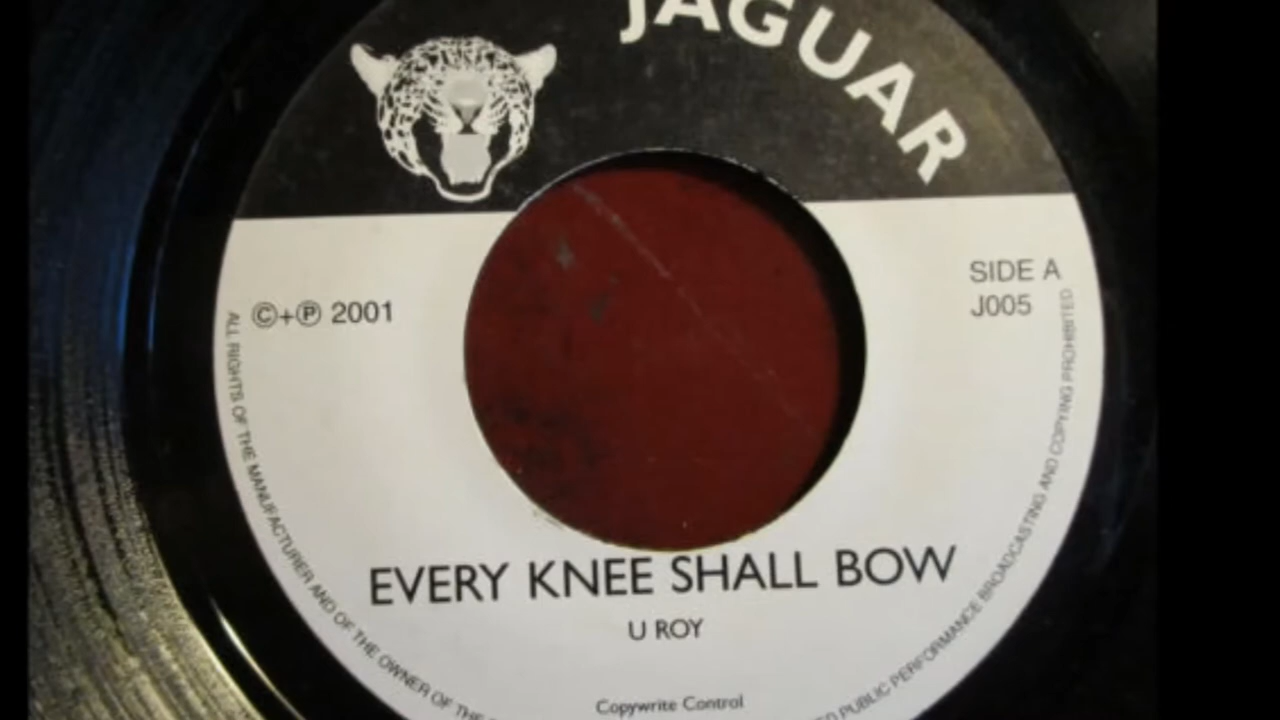 JAGUAR
SIDE A
J005
©+℗ 2001
EVERY KNEE SHALL BOW
U ROY
Copywrite Control
ALL RIGHTS OF THE MANUFACTURER AND OF THE OWNER OF THE
PUBLIC PERFORMANCE BROADCASTING AND COPYING PROHIBITED